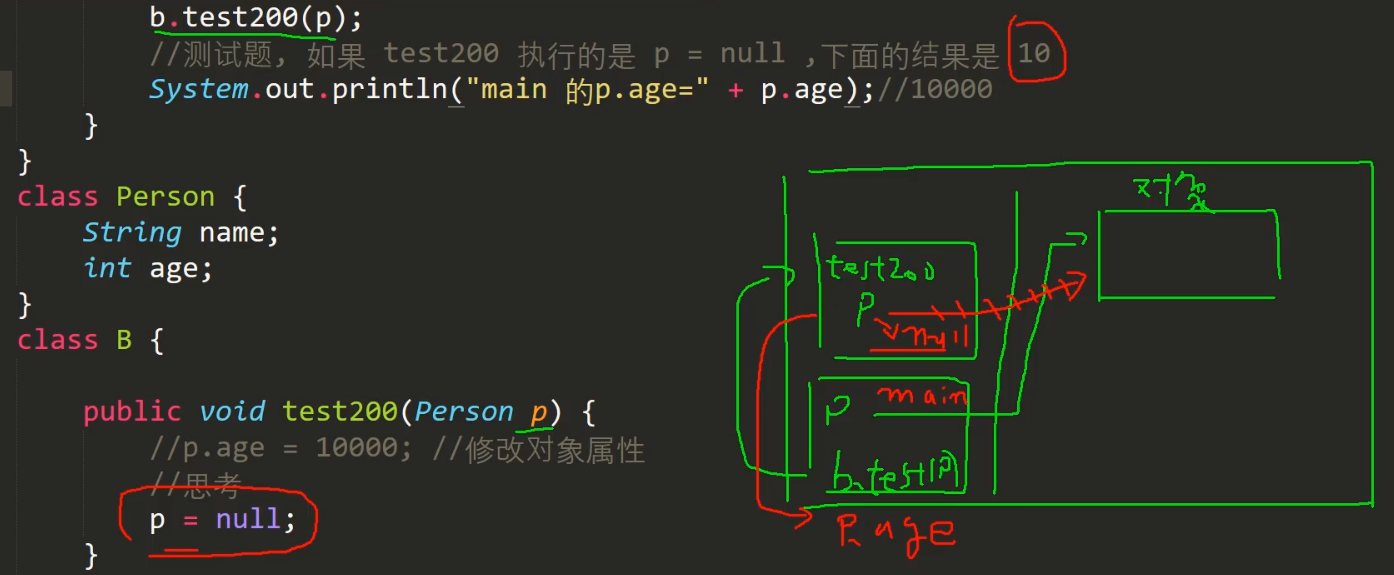 b.test200(p);
//测试题, 如果 test200 执行的是 p = null ,下面的结果是 10
System.out.println("main 的p.age=" + p.age);//10000
}
}
class Person {
String name;
int age;
}
class B {
public void test200(Person p) {
//p.age = 10000; //修改对象属性
//思考
p = null;
}
对象
test200
p
null
p main
b.test(p)
p age